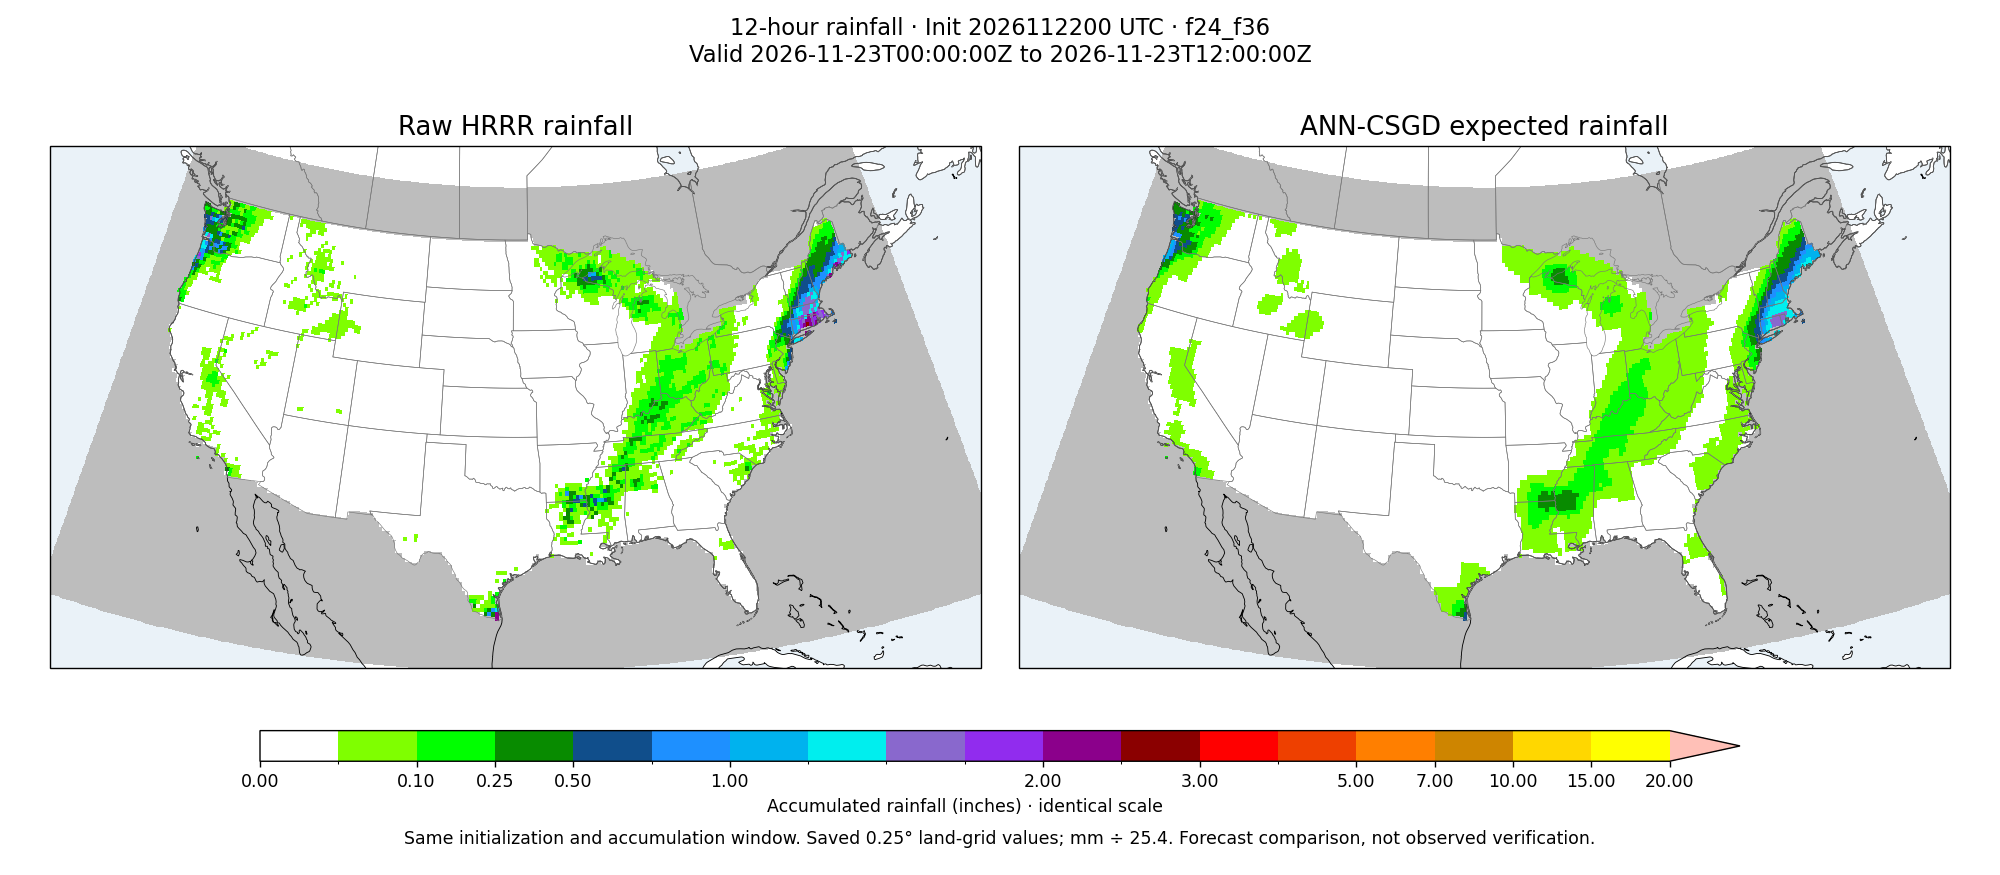 12-hour rainfall · Init 2026112200 UTC · f24_f36
Valid 2026-11-23T00:00:00Z to 2026-11-23T12:00:00Z
Raw HRRR rainfall
ANN-CSGD expected rainfall
0.00 0.10 0.25 0.50 1.00 2.00 3.00 5.00 7.00 10.00 15.00 20.00
Accumulated rainfall (inches) · identical scale
Same initialization and accumulation window. Saved 0.25° land-grid values; mm ÷ 25.4. Forecast comparison, not observed verification.